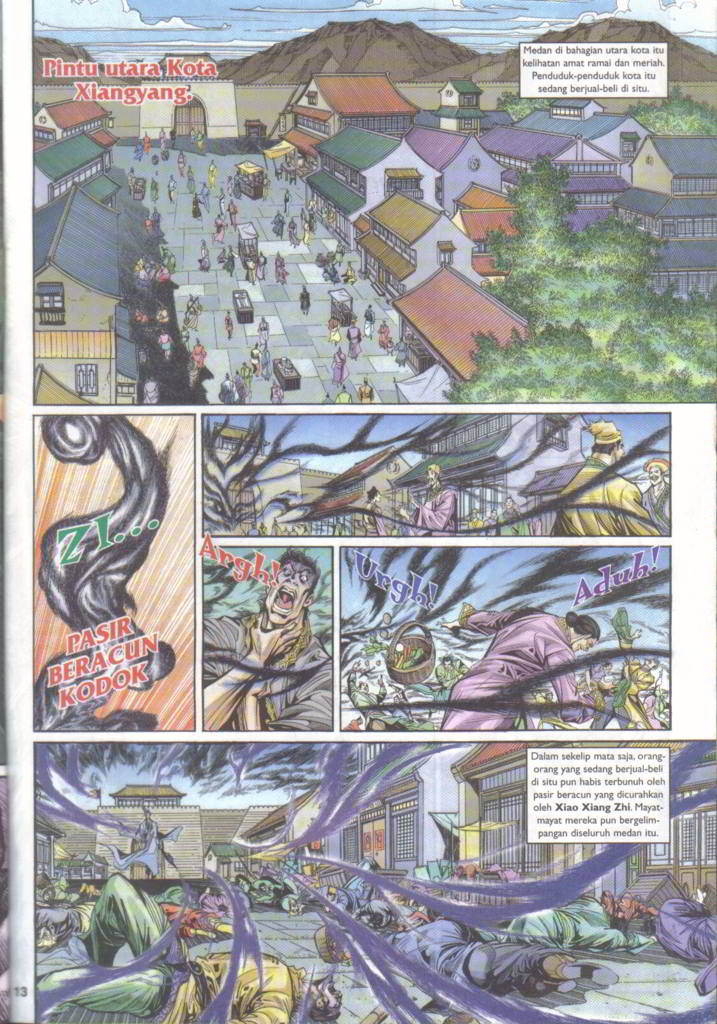 Pintu utara Kota
Xiangyang.
Medan di bahagian utara kota itu
kelihatan amat ramai dan meriah.
Penduduk-penduduk kota itu
sedang berjual-beli di situ.
ZI...
PASIR
BERACUN
KODOK
Argh!
Urgh!
Aduh!
Dalam sekelip mata saja, orang-
orang yang sedang berjual-beli
di situ pun habis terbunuh oleh
pasir beracun yang dicurahkan
oleh Xiao Xiang Zhi. Mayat-
mayat mereka pun bergelim-
pangan diseluruh medan itu.
13